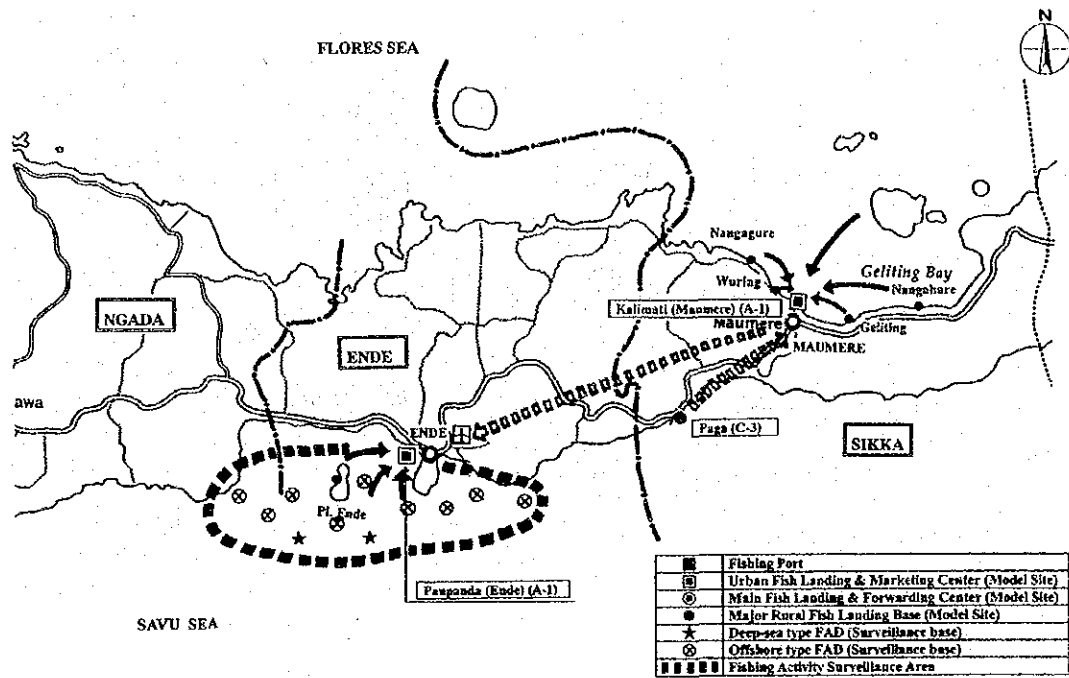 N
FLORES SEA
Nangagure
Geliting Bay
Nangahare
Wuring
Kalimati (Maumere) (A-1)
NGADA
Maumere
Geliting
MAUMERE
ENDE
awa
ENDE
Paga (C-3)
SIKKA
Pl. Ende
Paupanda (Ende) (A-1)
SAVU SEA
Fishing Port
Urban Fish Landing & Marketing Center (Model Site)
Main Fish Landing & Forwarding Center (Model Site)
Major Rural Fish Landing Base (Model Site)
Deep-sea type FAD (Surveillance base)
Offshore type FAD (Surveillance base)
Fishing Activity Surveillance Area